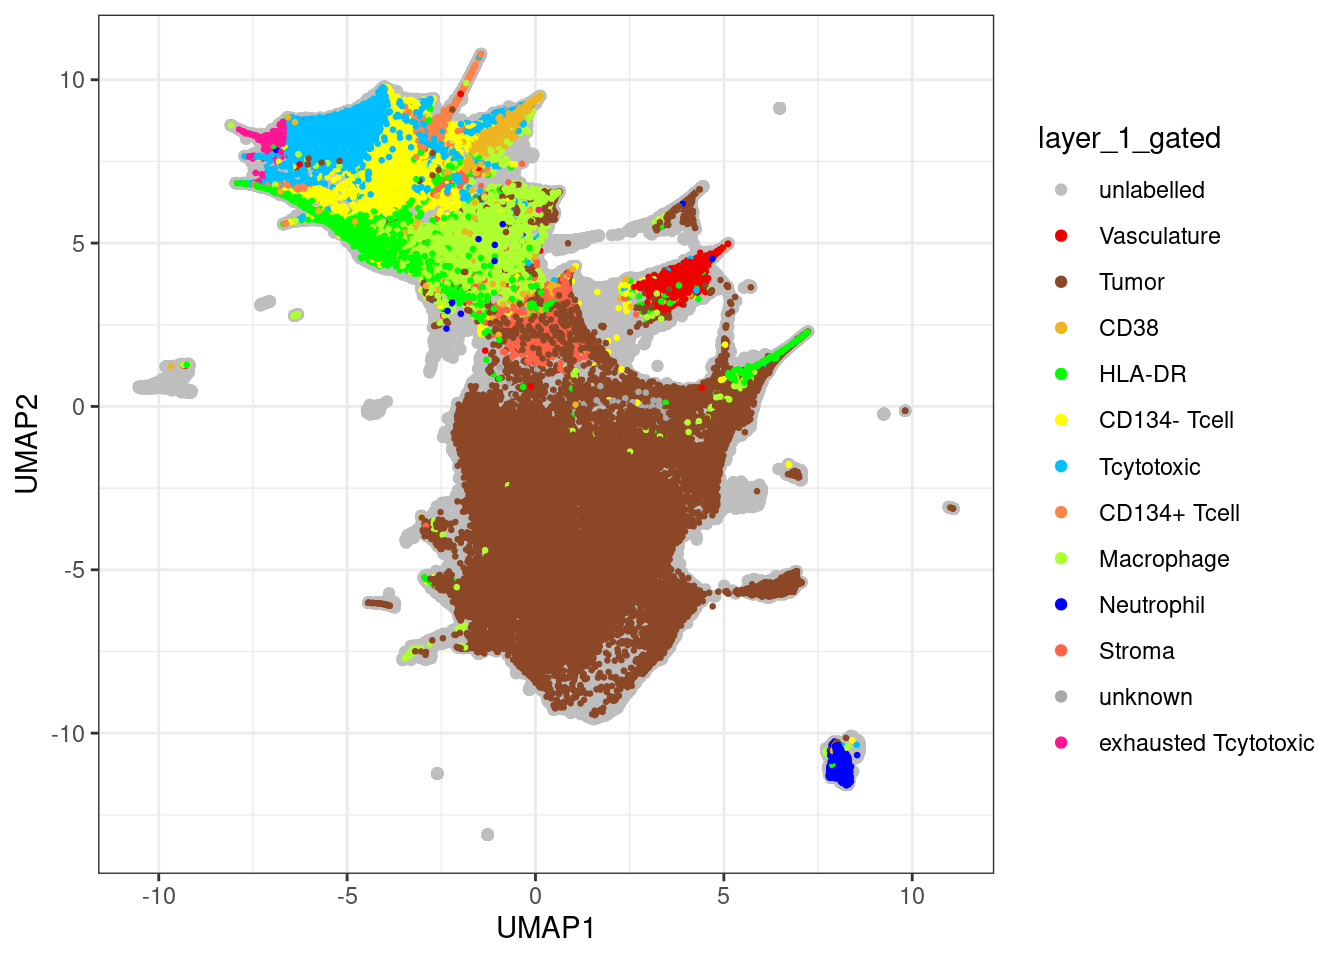 10
5
0
-5
-10
-10
-5
0
5
10
UMAP1
UMAP2
layer_1_gated
unlabelled
Vasculature
Tumor
CD38
HLA-DR
CD134- Tcell
Tcytotoxic
CD134+ Tcell
Macrophage
Neutrophil
Stroma
unknown
exhausted Tcytotoxic